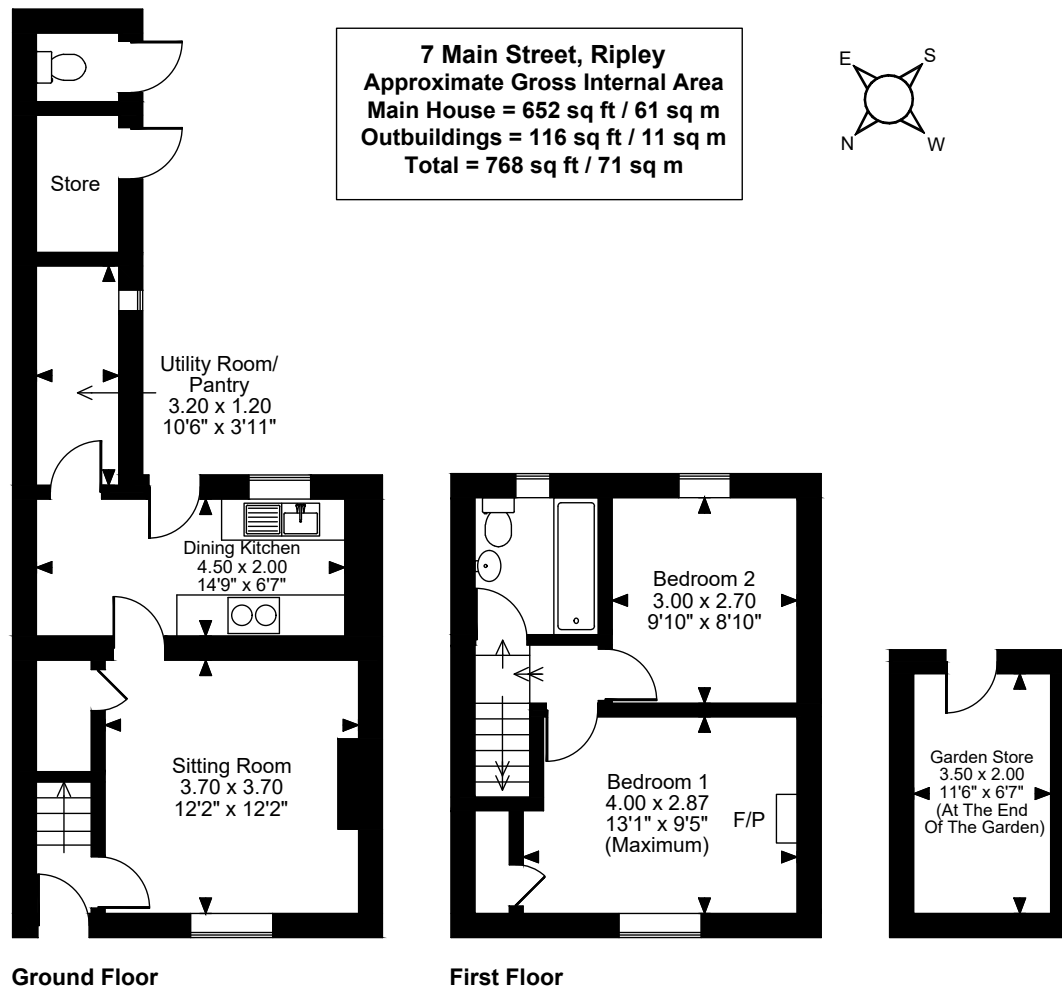 7 Main Street, Ripley
Approximate Gross Internal Area
Main House = 652 sq ft / 61 sq m
Outbuildings = 116 sq ft / 11 sq m
Total = 768 sq ft / 71 sq m
E
S
N
W
Store
Utility Room/
Pantry
3.20 x 1.20
10'6" x 3'11"
Dining Kitchen
4.50 x 2.00
14'9" x 6'7"
Sitting Room
3.70 x 3.70
12'2" x 12'2"
Bedroom 2
3.00 x 2.70
9'10" x 8'10"
Bedroom 1
4.00 x 2.87
13'1" x 9'5"
(Maximum)
F/P
Garden Store
3.50 x 2.00
11'6" x 6'7"
(At The End
Of The Garden)
Ground Floor
First Floor